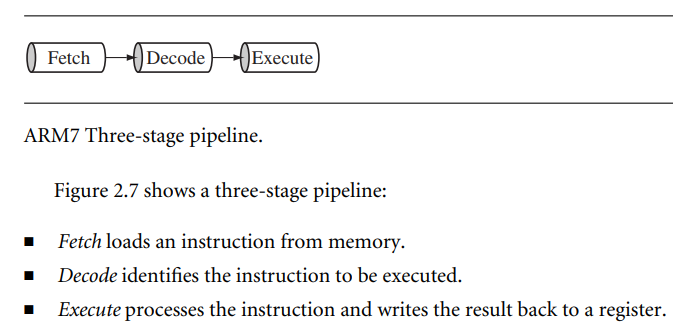 Fetch Decode Execute
ARM7 Three-stage pipeline.
Figure 2.7 shows a three-stage pipeline:
■ Fetch loads an instruction from memory.
■ Decode identifies the instruction to be executed.
■ Execute processes the instruction and writes the result back to a register.